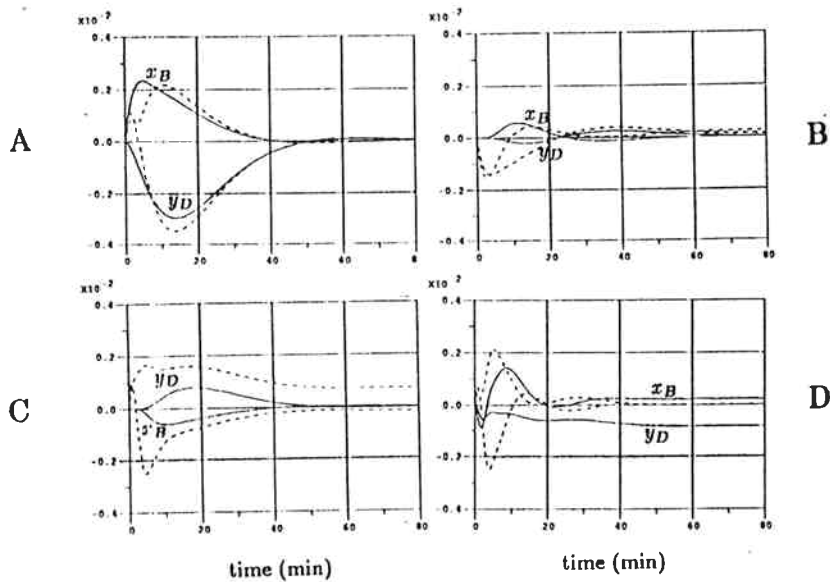 X10⁻² X10⁻²
0.4 0.4
x_B
0.2 0.2
x_B
A 0.0 0.0 B
y_D
-0.2 -0.2
y_D
-0.4 -0.4
0 20 40 60 8 0 20 40 60 80
X10⁻² X10⁻²
0.4 0.4
0.2 0.2
y_D x_B
C 0.0 0.0 D
y_D
-0.2 -0.2
-0.4 -0.4
0 20 40 60 80 0 20 40 60 80
time (min) time (min)